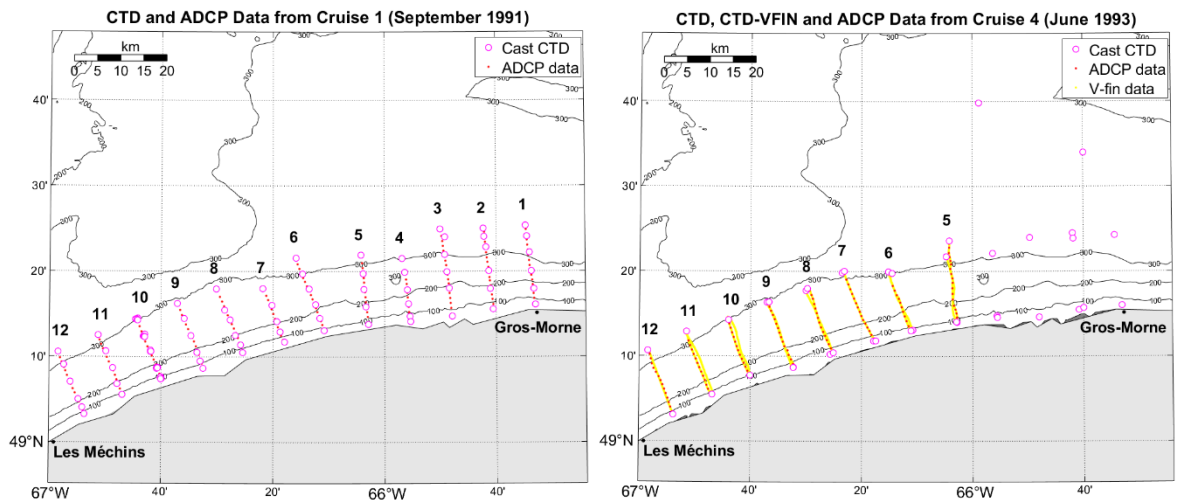 CTD and ADCP Data from Cruise 1 (September 1991)
km
0 5 10 15 20
Cast CTD
ADCP data
40'
30'
20'
10'
49°N
1
2
3
4
5
6
7
8
9
10
11
12
Gros-Morne
Les Méchins
67°W 40' 20' 66°W 40'
CTD, CTD-VFIN and ADCP Data from Cruise 4 (June 1993)
km
0 5 10 15 20
Cast CTD
ADCP data
V-fin data
40'
30'
20'
10'
49°N
5
6
7
8
9
10
11
12
Gros-Morne
Les Méchins
67°W 40' 20' 66°W 40'